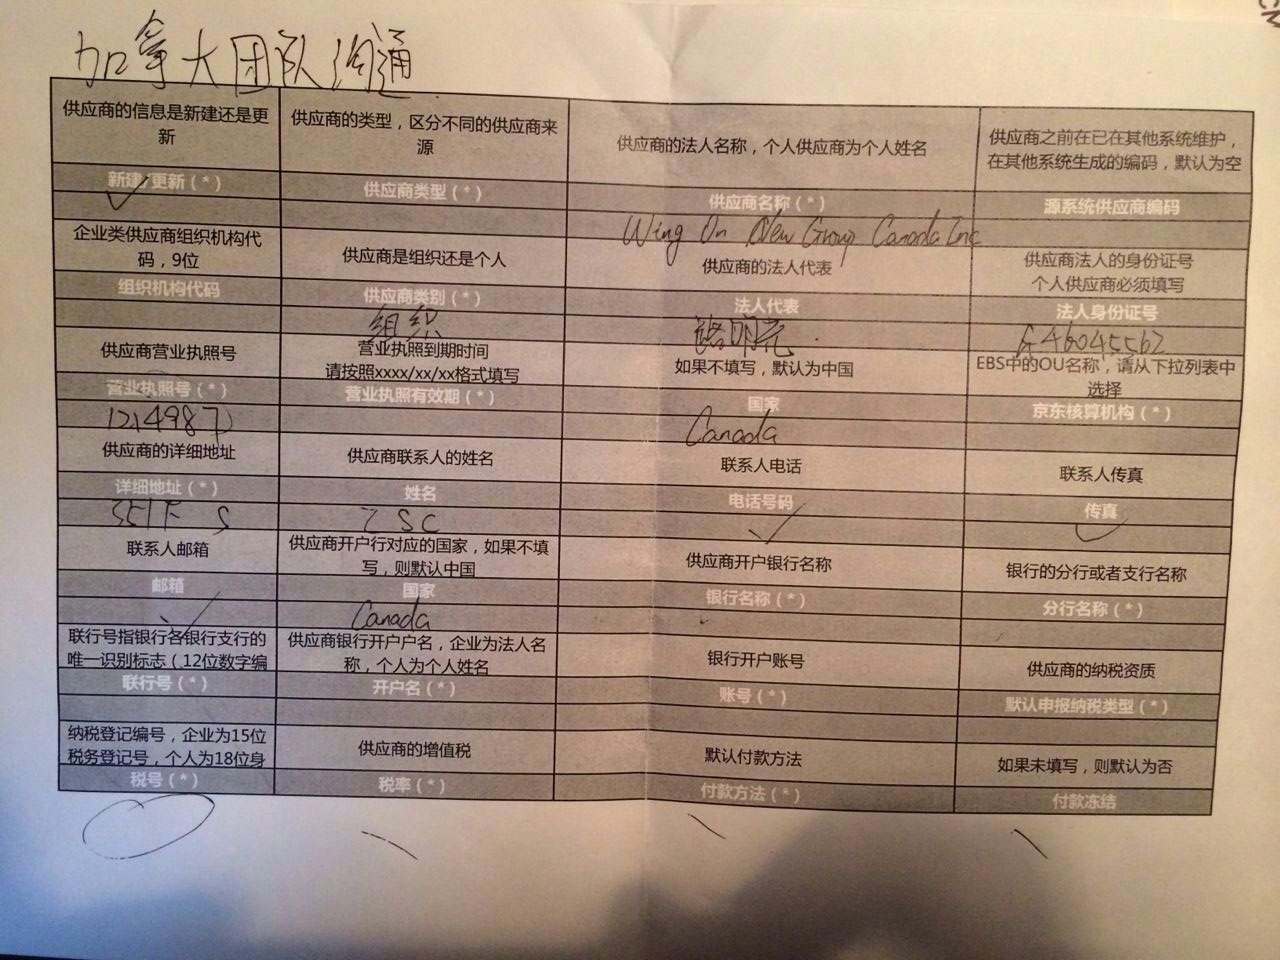 加拿大团队沟通
供应商的信息是新建还是更新
供应商的类型，区分不同的供应商来源
供应商的法人名称，个人供应商为个人姓名
供应商之前在已在其他系统维护，在其他系统生成的编码，默认为空
新建/更新（*）
供应商类型（*）
供应商名称（*）
源系统供应商编码
Wing On New Group Canada Inc
企业类供应商组织机构代码，9位
供应商是组织还是个人
供应商的法人代表
供应商法人的身份证号
个人供应商必须填写
组织机构代码
供应商类别（*）
法人代表
法人身份证号
组织
供应商营业执照号
营业执照到期时间
请按照xxxx/xx/xx格式填写
如果不填写，默认为中国
EBS中的OU名称，请从下拉列表中选择
营业执照号（*）
营业执照有效期（*）
国家
京东核算机构（*）
Canada
供应商的详细地址
供应商联系人的姓名
联系人电话
联系人传真
详细地址（*）
姓名
电话号码
传真
联系人邮箱
供应商开户行对应的国家，如果不填写，则默认中国
供应商开户银行名称
银行的分行或者支行名称
邮箱
国家
银行名称（*）
分行名称（*）
Canada
联行号指银行各银行支行的唯一识别标志（12位数字编
供应商银行开户户名，企业为法人名称，个人为个人姓名
银行开户账号
供应商的纳税资质
联行号（*）
开户名（*）
账号（*）
默认申报纳税类型（*）
纳税登记编号，企业为15位税务登记号，个人为18位身
供应商的增值税
默认付款方法
如果未填写，则默认为否
税号（*）
税率（*）
付款方法（*）
付款冻结